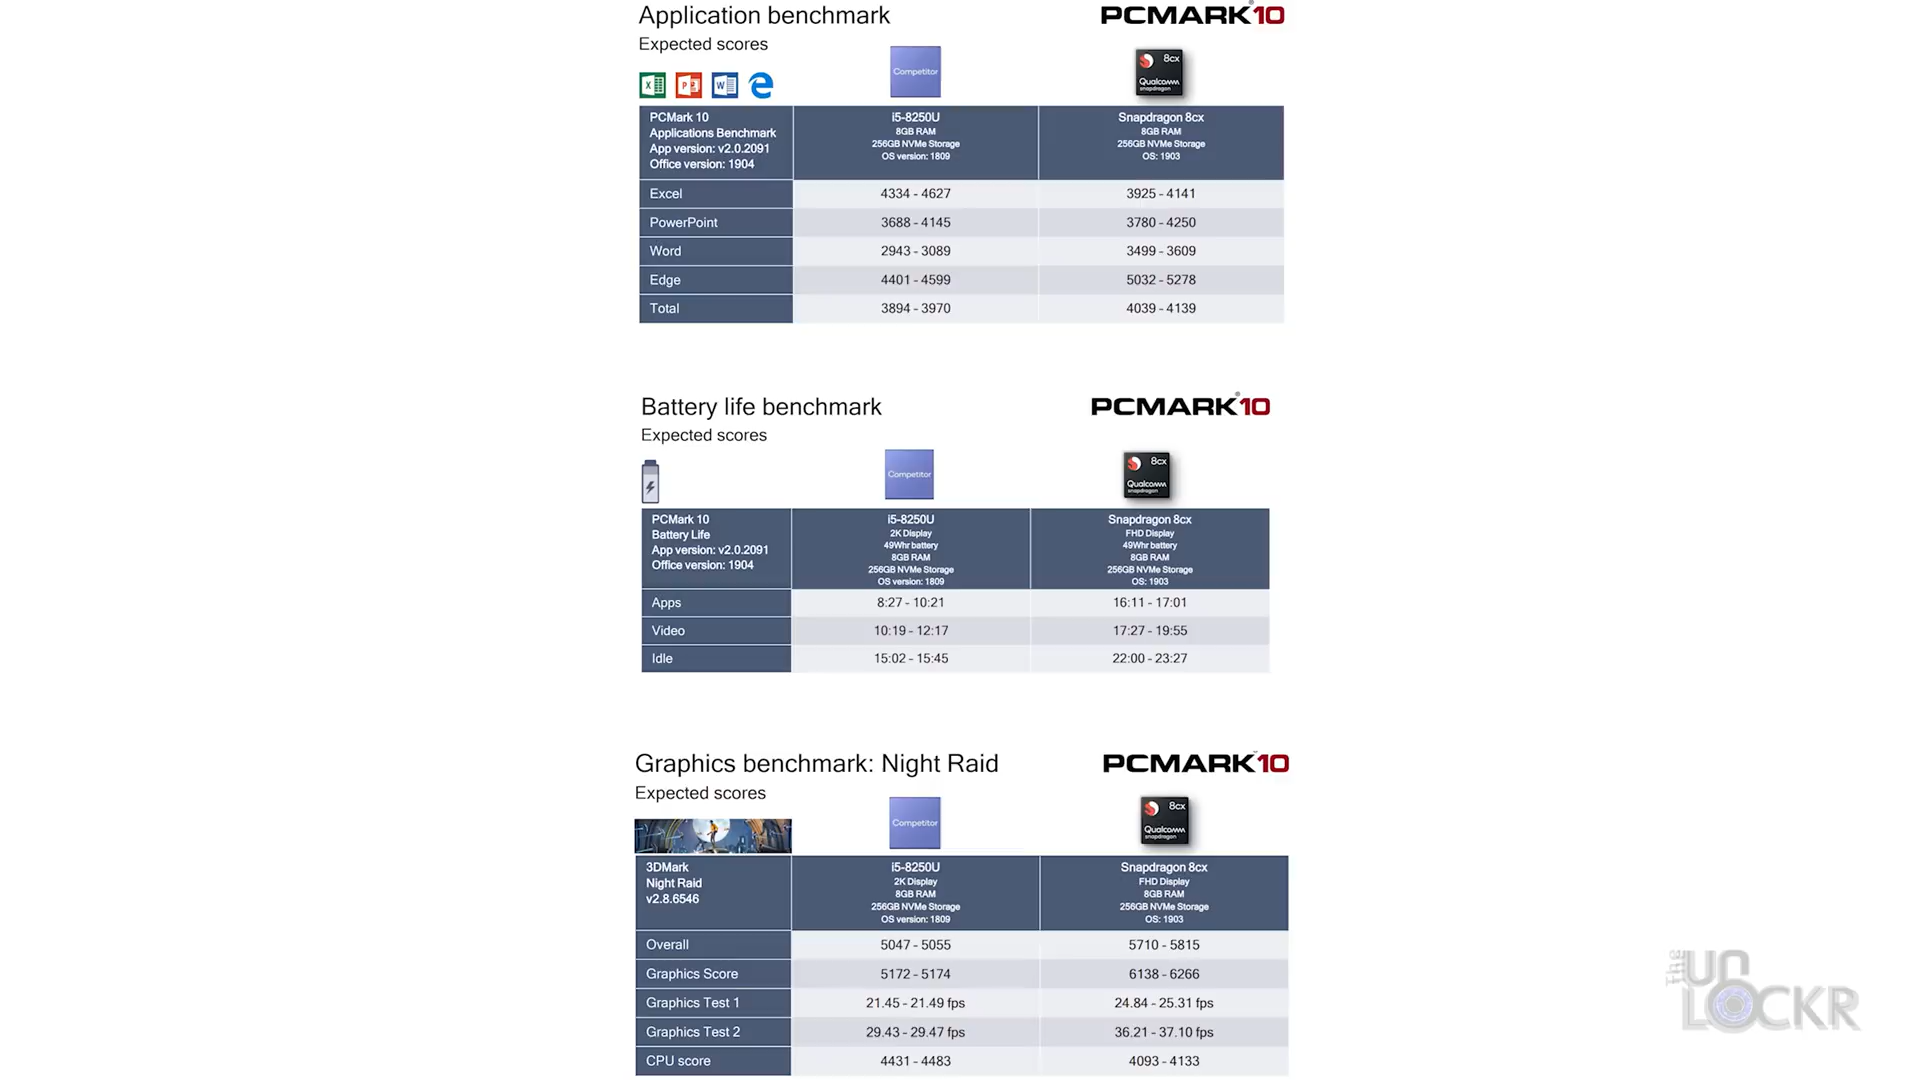 Application benchmark
PCMARK 10
Expected scores
Competitor
8cx
Qualcomm
snapdragon
PCMark 10
Applications Benchmark
App version: v2.0.2091
Office version: 1904
i5-8250U
8GB RAM
256GB NVMe Storage
OS version: 1809
Snapdragon 8cx
8GB RAM
256GB NVMe Storage
OS: 1903
Excel 4334 - 4627 3925 - 4141
PowerPoint 3688 - 4145 3780 - 4250
Word 2943 - 3089 3499 - 3609
Edge 4401 - 4599 5032 - 5278
Total 3894 - 3970 4039 - 4139
Battery life benchmark
PCMARK 10
Expected scores
Competitor
8cx
Qualcomm
snapdragon
PCMark 10
Battery Life
App version: v2.0.2091
Office version: 1904
i5-8250U
2K Display
49Whr battery
8GB RAM
256GB NVMe Storage
OS version: 1809
Snapdragon 8cx
FHD Display
49Whr battery
8GB RAM
256GB NVMe Storage
OS: 1903
Apps 8:27 - 10:21 16:11 - 17:01
Video 10:19 - 12:17 17:27 - 19:55
Idle 15:02 - 15:45 22:00 - 23:27
Graphics benchmark: Night Raid
PCMARK 10
Expected scores
Competitor
8cx
Qualcomm
snapdragon
3DMark
Night Raid
v2.8.6546
i5-8250U
2K Display
8GB RAM
256GB NVMe Storage
OS version: 1809
Snapdragon 8cx
FHD Display
8GB RAM
256GB NVMe Storage
OS: 1903
Overall 5047 - 5055 5710 - 5815
Graphics Score 5172 - 5174 6138 - 6266
Graphics Test 1 21.45 - 21.49 fps 24.84 - 25.31 fps
Graphics Test 2 29.43 - 29.47 fps 36.21 - 37.10 fps
CPU score 4431 - 4483 4093 - 4133
the UN
LOCKR